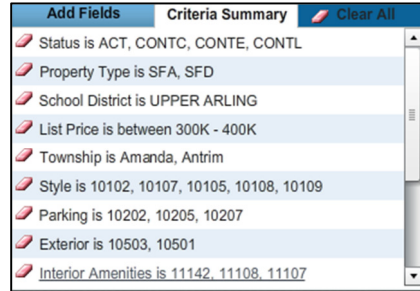 Add Fields Criteria Summary Clear All
Status is ACT, CONTC, CONTE, CONTL
Property Type is SFA, SFD
School District is UPPER ARLING
List Price is between 300K - 400K
Township is Amanda, Antrim
Style is 10102, 10107, 10105, 10108, 10109
Parking is 10202, 10205, 10207
Exterior is 10503, 10501
Interior Amenities is 11142, 11108, 11107